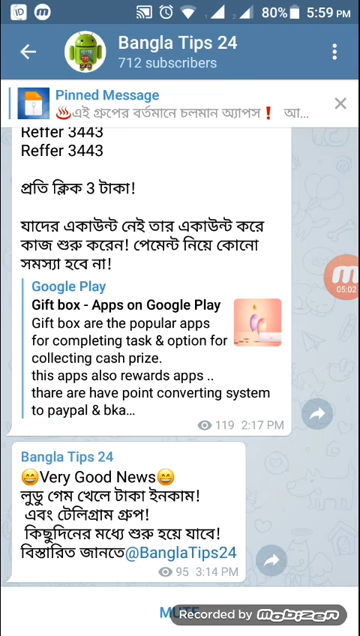 80% 5:59 PM
Bangla Tips 24
712 subscribers
Pinned Message
♨️এই গ্রুপের বর্তমানে চলমান অ্যাপস❗ আ...
Reffer 3443
Reffer 3443
প্রতি ক্লিক 3 টাকা!
যাদের একাউন্ট নেই তার একাউন্ট করে
কাজ শুরু করেন! পেমেন্ট নিয়ে কোনো
সমস্যা হবে না!
Google Play
Gift box - Apps on Google Play
Gift box are the popular apps
for completing task & option for
collecting cash prize.
this apps also rewards apps ..
thare are have point converting system
to paypal & bka...
119 2:17 PM
05:02
Bangla Tips 24
😄Very Good News😄
লুডু গেম খেলে টাকা ইনকাম!
এবং টেলিগ্রাম গ্রুপ!
কিছুদিনের মধ্যে শুরু হয়ে যাবে!
বিস্তারিত জানতে@BanglaTips24
95 3:14 PM
Recorded by mobizen